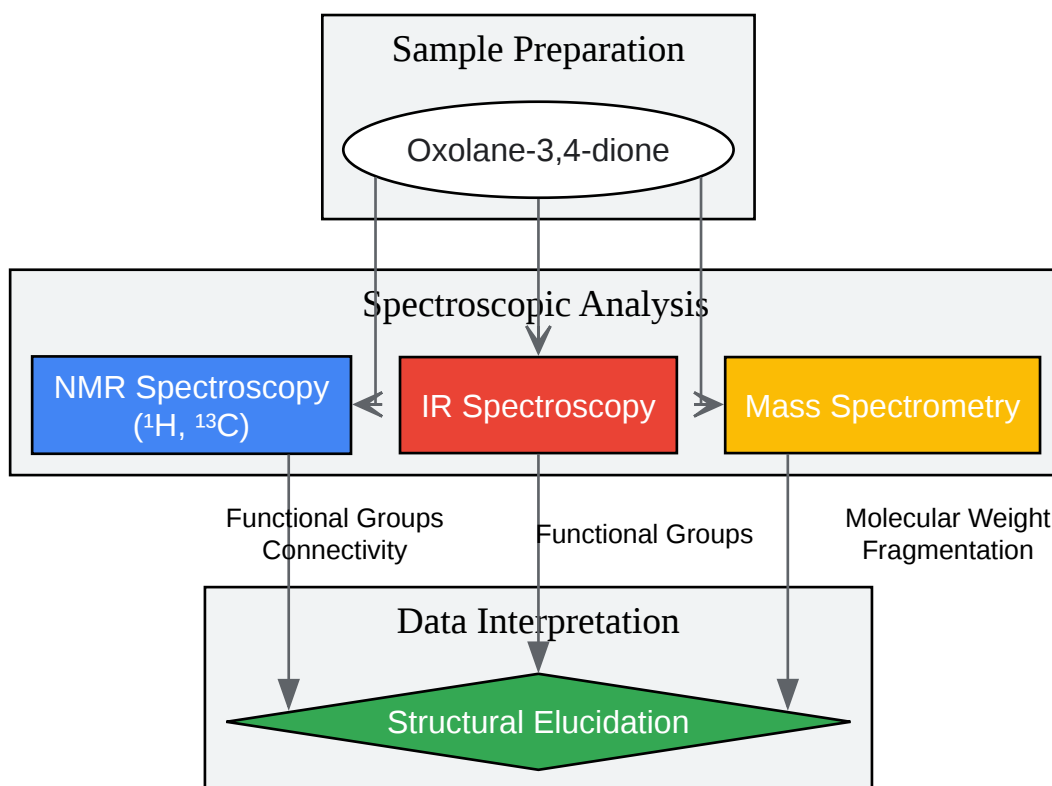 Sample Preparation
Oxolane-3,4-dione
Spectroscopic Analysis
NMR Spectroscopy
(¹H, ¹³C)
IR Spectroscopy
Mass Spectrometry
Functional Groups
Connectivity
Functional Groups
Molecular Weight
Fragmentation
Data Interpretation
Structural Elucidation